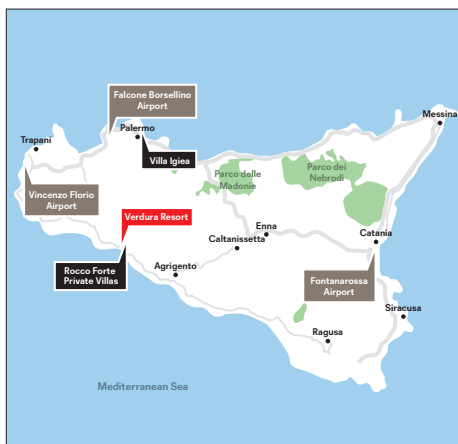 Falcone Borsellino
Airport
Messina
Palermo
Trapani
Villa Igiea
Parco delle
Madonie
Parco dei
Nebrodi
Vincenzo Florio
Airport
Verdura Resort
Enna
Catania
Caltanissetta
Rocco Forte
Private Villas
Agrigento
Fontanarossa
Airport
Siracusa
Ragusa
Mediterranean Sea